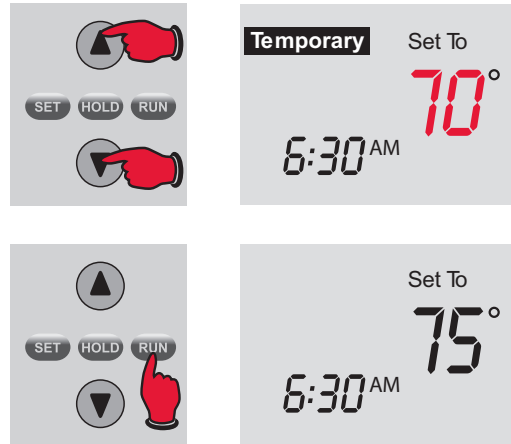 SET HOLD RUN
Temporary Set To
70°
6:30 AM
SET HOLD RUN
Set To
75°
6:30 AM